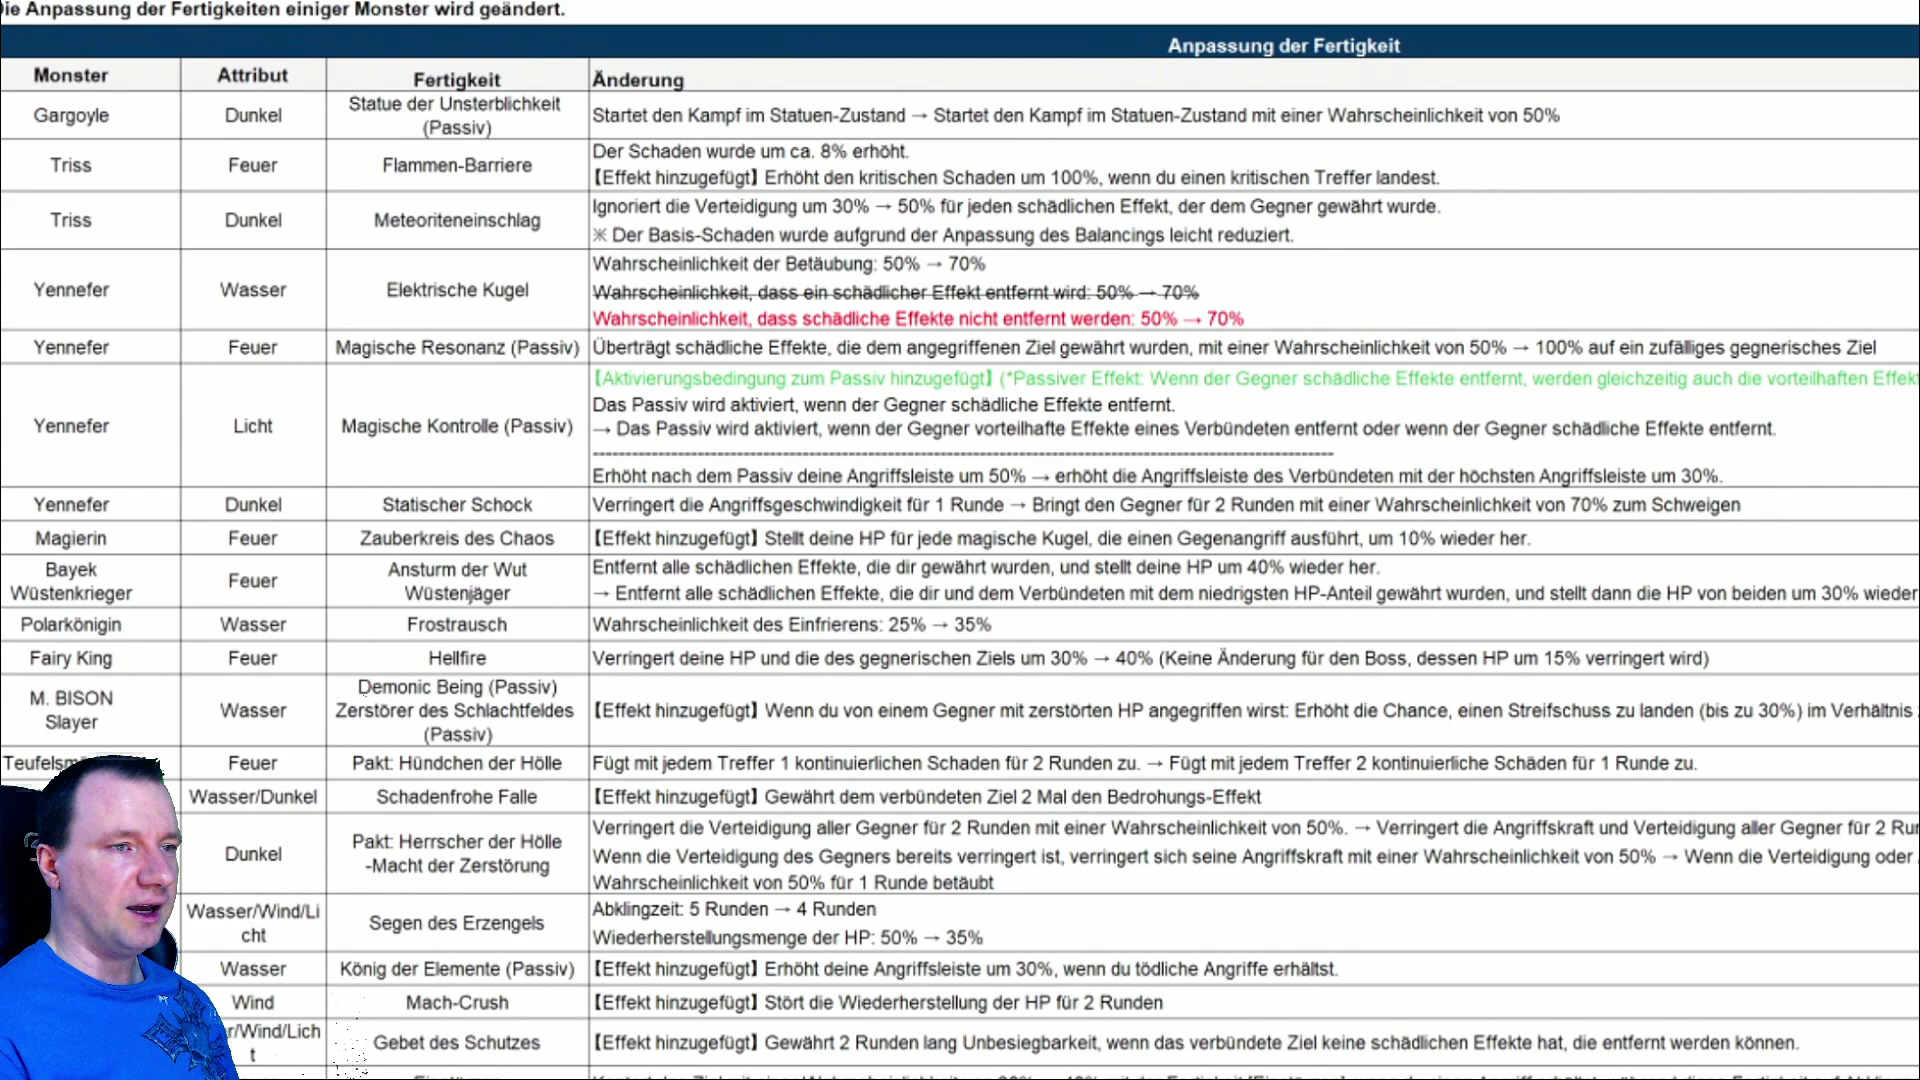 ie Anpassung der Fertigkeiten einiger Monster wird geändert.
Anpassung der Fertigkeit
Monster Attribut Fertigkeit Änderung
Gargoyle Dunkel Statue der Unsterblichkeit (Passiv) Startet den Kampf im Statuen-Zustand → Startet den Kampf im Statuen-Zustand mit einer Wahrscheinlichkeit von 50%
Triss Feuer Flammen-Barriere Der Schaden wurde um ca. 8% erhöht.
【Effekt hinzugefügt】 Erhöht den kritischen Schaden um 100%, wenn du einen kritischen Treffer landest.
Triss Dunkel Meteoriteneinschlag Ignoriert die Verteidigung um 30% → 50% für jeden schädlichen Effekt, der dem Gegner gewährt wurde.
※ Der Basis-Schaden wurde aufgrund der Anpassung des Balancings leicht reduziert.
Yennefer Wasser Elektrische Kugel Wahrscheinlichkeit der Betäubung: 50% → 70%
Wahrscheinlichkeit, dass ein schädlicher Effekt entfernt wird: 50% → 70%
Wahrscheinlichkeit, dass schädliche Effekte nicht entfernt werden: 50% → 70%
Yennefer Feuer Magische Resonanz (Passiv) Überträgt schädliche Effekte, die dem angegriffenen Ziel gewährt wurden, mit einer Wahrscheinlichkeit von 50% → 100% auf ein zufälliges gegnerisches Ziel
Yennefer Licht Magische Kontrolle (Passiv) 【Aktivierungsbedingung zum Passiv hinzugefügt】 (*Passiver Effekt: Wenn der Gegner schädliche Effekte entfernt, werden gleichzeitig auch die vorteilhaften Effek
Das Passiv wird aktiviert, wenn der Gegner schädliche Effekte entfernt.
→ Das Passiv wird aktiviert, wenn der Gegner vorteilhafte Effekte eines Verbündeten entfernt oder wenn der Gegner schädliche Effekte entfernt.
Erhöht nach dem Passiv deine Angriffsleiste um 50% → erhöht die Angriffsleiste des Verbündeten mit der höchsten Angriffsleiste um 30%.
Yennefer Dunkel Statischer Schock Verringert die Angriffsgeschwindigkeit für 1 Runde → Bringt den Gegner für 2 Runden mit einer Wahrscheinlichkeit von 70% zum Schweigen
Magierin Feuer Zauberkreis des Chaos 【Effekt hinzugefügt】 Stellt deine HP für jede magische Kugel, die einen Gegenangriff ausführt, um 10% wieder her.
Bayek Wüstenkrieger Feuer Ansturm der Wut Wüstenjäger Entfernt alle schädlichen Effekte, die dir gewährt wurden, und stellt deine HP um 40% wieder her.
→ Entfernt alle schädlichen Effekte, die dir und dem Verbündeten mit dem niedrigsten HP-Anteil gewährt wurden, und stellt dann die HP von beiden um 30% wieder
Polarkönigin Wasser Frostrausch Wahrscheinlichkeit des Einfrierens: 25% → 35%
Fairy King Feuer Hellfire Verringert deine HP und die des gegnerischen Ziels um 30% → 40% (Keine Änderung für den Boss, dessen HP um 15% verringert wird)
M. BISON Slayer Wasser Demonic Being (Passiv) Zerstörer des Schlachtfeldes (Passiv) 【Effekt hinzugefügt】 Wenn du von einem Gegner mit zerstörten HP angegriffen wirst: Erhöht die Chance, einen Streifschuss zu landen (bis zu 30%) im Verhältnis
Teufelsm Feuer Pakt: Hündchen der Hölle Fügt mit jedem Treffer 1 kontinuierlichen Schaden für 2 Runden zu. → Fügt mit jedem Treffer 2 kontinuierliche Schäden für 1 Runde zu.
Wasser/Dunkel Schadenfrohe Falle 【Effekt hinzugefügt】 Gewährt dem verbündeten Ziel 2 Mal den Bedrohungs-Effekt
Dunkel Pakt: Herrscher der Hölle -Macht der Zerstörung Verringert die Verteidigung aller Gegner für 2 Runden mit einer Wahrscheinlichkeit von 50%. → Verringert die Angriffskraft und Verteidigung aller Gegner für 2 Ru
Wenn die Verteidigung des Gegners bereits verringert ist, verringert sich seine Angriffskraft mit einer Wahrscheinlichkeit von 50% → Wenn die Verteidigung oder
Wahrscheinlichkeit von 50% für 1 Runde betäubt
Wasser/Wind/Licht Segen des Erzengels Abklingzeit: 5 Runden → 4 Runden
Wiederherstellungsmenge der HP: 50% → 35%
Wasser König der Elemente (Passiv) 【Effekt hinzugefügt】 Erhöht deine Angriffsleiste um 30%, wenn du tödliche Angriffe erhältst.
Wind Mach-Crush 【Effekt hinzugefügt】 Stört die Wiederherstellung der HP für 2 Runden
r/Wind/Licht Gebet des Schutzes 【Effekt hinzugefügt】 Gewährt 2 Runden lang Unbesiegbarkeit, wenn das verbündete Ziel keine schädlichen Effekte hat, die entfernt werden können.